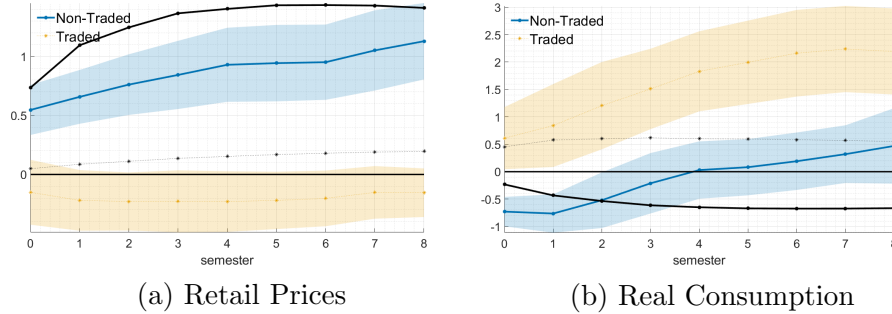 Non-Traded
Traded
1
0.5
0
0 1 2 3 4 5 6 7 8
semester
(a) Retail Prices
Non-Traded
Traded
3
2.5
2
1.5
1
0.5
0
-0.5
-1
0 1 2 3 4 5 6 7 8
semester
(b) Real Consumption